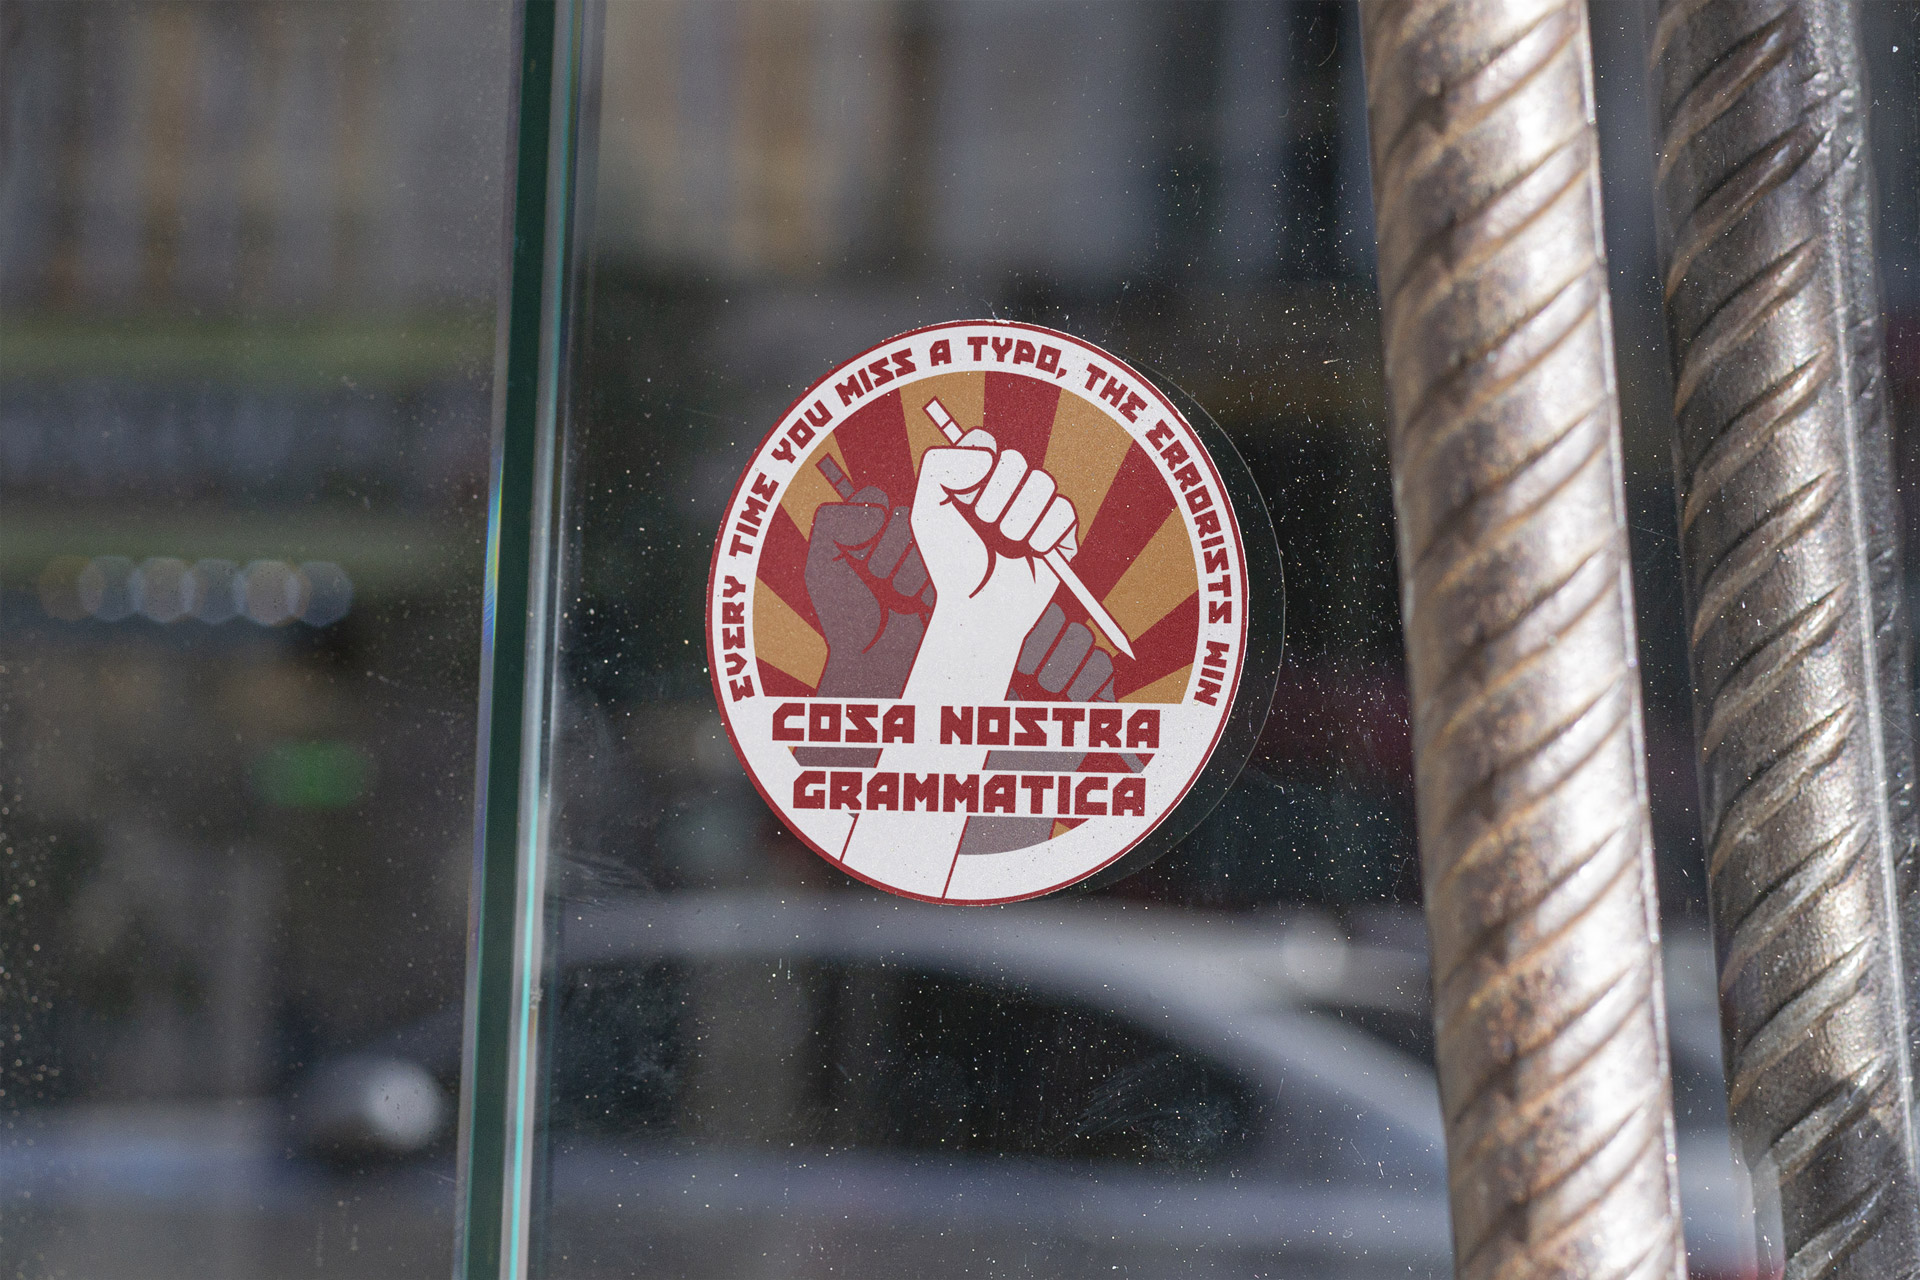 EVERY TIME YOU MISS A TYPO, THE ERRORISTS WIN
COSA NOSTRA
GRAMMATICA